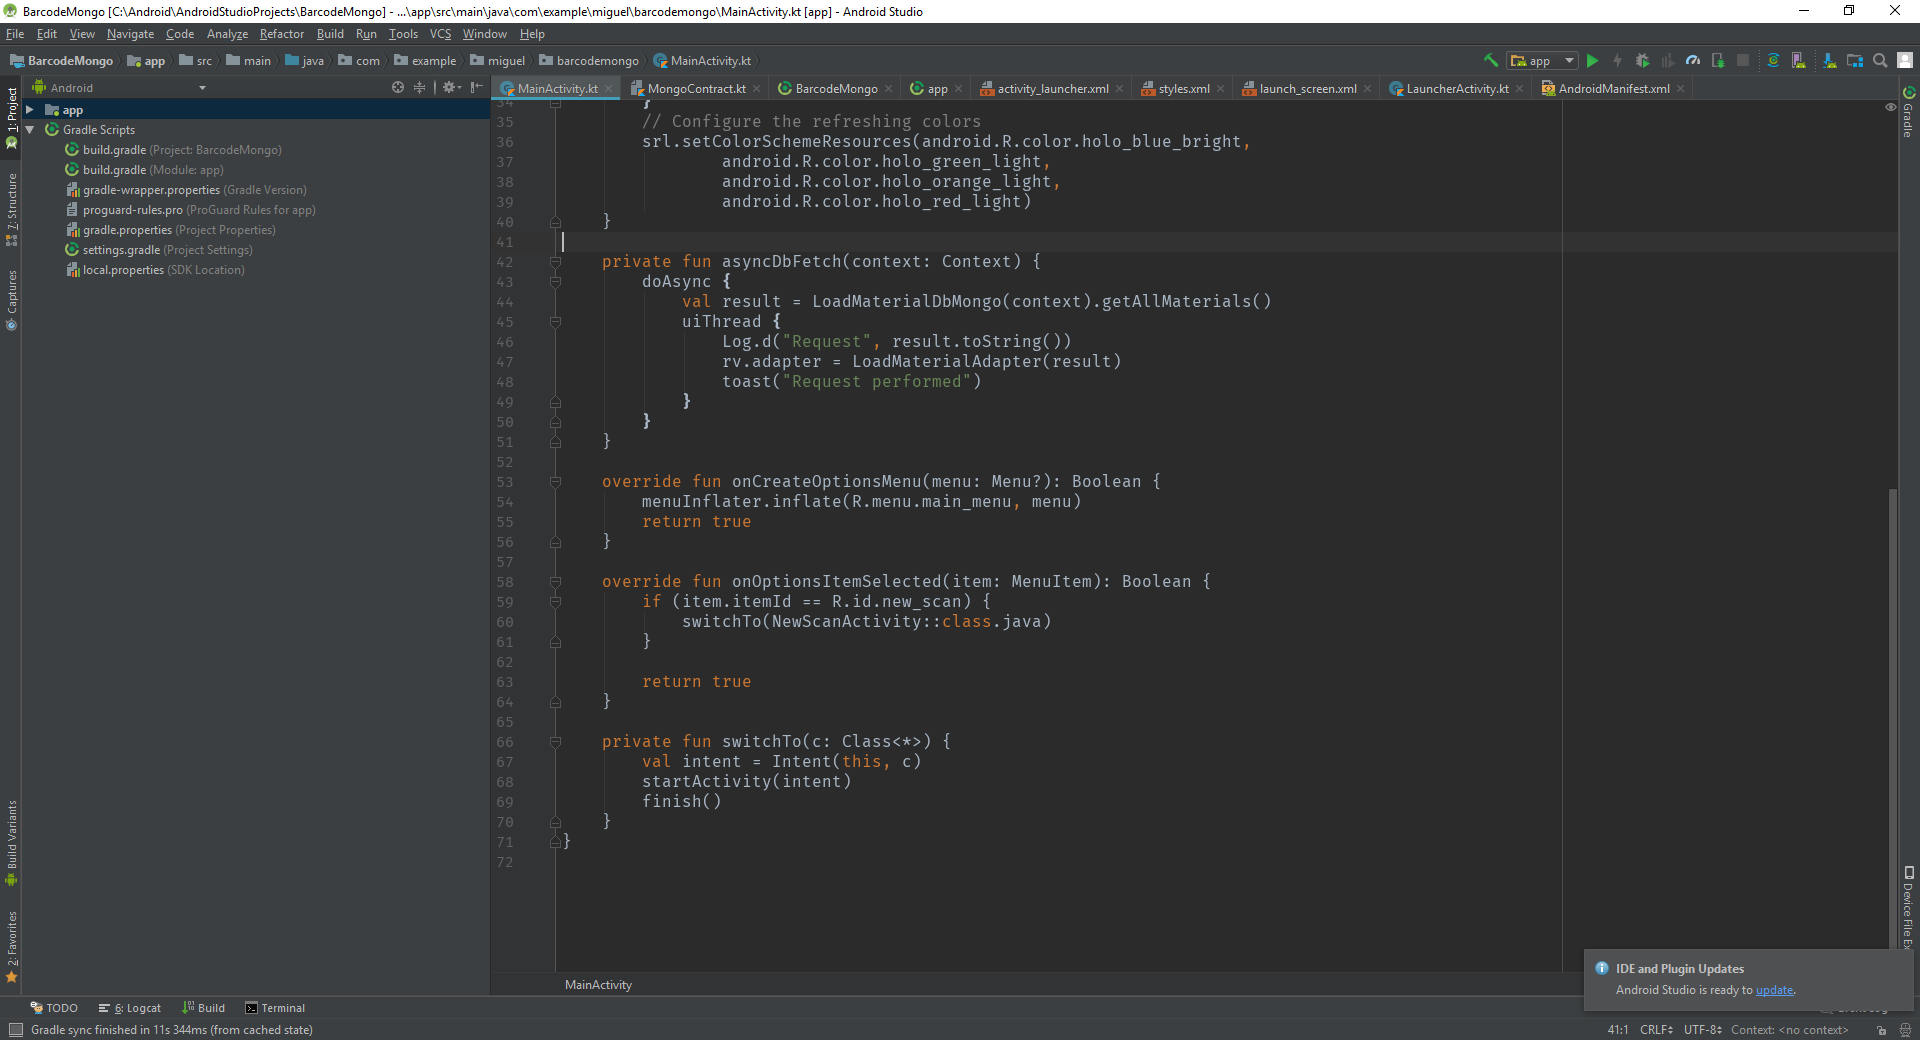 BarcodeMongo [C:\Android\AndroidStudioProjects\BarcodeMongo] - ...\app\src\main\java\com\example\miguel\barcodemongo\MainActivity.kt [app] - Android Studio
File Edit View Navigate Code Analyze Refactor Build Run Tools VCS Window Help
BarcodeMongo app src main java com example miguel barcodemongo MainActivity.kt app
Android
MainActivity.kt MongoContract.kt BarcodeMongo app activity_launcher.xml styles.xml launch_screen.xml LauncherActivity.kt AndroidManifest.xml
1: Project
7: Structure
Captures
Build Variants
2: Favorites
app
Gradle Scripts
build.gradle (Project: BarcodeMongo)
build.gradle (Module: app)
gradle-wrapper.properties (Gradle Version)
proguard-rules.pro (ProGuard Rules for app)
gradle.properties (Project Properties)
settings.gradle (Project Settings)
local.properties (SDK Location)
34 }
35 // Configure the refreshing colors
36 srl.setColorSchemeResources(android.R.color.holo_blue_bright,
37 android.R.color.holo_green_light,
38 android.R.color.holo_orange_light,
39 android.R.color.holo_red_light)
40 }
41
42 private fun asyncDbFetch(context: Context) {
43 doAsync {
44 val result = LoadMaterialDbMongo(context).getAllMaterials()
45 uiThread {
46 Log.d("Request", result.toString())
47 rv.adapter = LoadMaterialAdapter(result)
48 toast("Request performed")
49 }
50 }
51 }
52
53 override fun onCreateOptionsMenu(menu: Menu?): Boolean {
54 menuInflater.inflate(R.menu.main_menu, menu)
55 return true
56 }
57
58 override fun onOptionsItemSelected(item: MenuItem): Boolean {
59 if (item.itemId == R.id.new_scan) {
60 switchTo(NewScanActivity::class.java)
61 }
62
63 return true
64 }
65
66 private fun switchTo(c: Class<*>) {
67 val intent = Intent(this, c)
68 startActivity(intent)
69 finish()
70 }
71 }
72
MainActivity
Gradle
Device File Ex
IDE and Plugin Updates
Android Studio is ready to update.
TODO 6: Logcat Build Terminal
Gradle sync finished in 11s 344ms (from cached state)
41:1 CRLF UTF-8 Context: <no context>